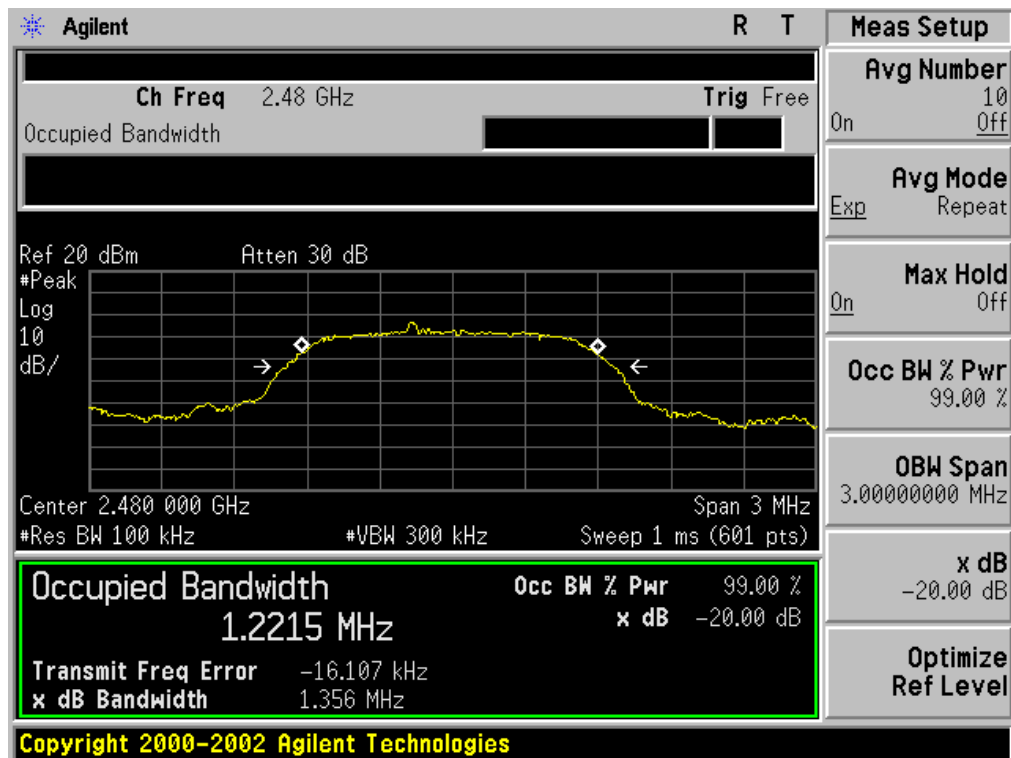 Agilent R T
Ch Freq 2.48 GHz Trig Free
Occupied Bandwidth
Ref 20 dBm Atten 30 dB
#Peak
Log
10
dB/
Center 2.480 000 GHz Span 3 MHz
#Res BW 100 kHz #VBW 300 kHz Sweep 1 ms (601 pts)
Occupied Bandwidth Occ BW % Pwr 99.00 %
1.2215 MHz x dB -20.00 dB
Transmit Freq Error -16.107 kHz
x dB Bandwidth 1.356 MHz
Copyright 2000-2002 Agilent Technologies
Meas Setup
Avg Number
10
On Off
Avg Mode
Exp Repeat
Max Hold
On Off
Occ BW % Pwr
99.00 %
OBW Span
3.00000000 MHz
x dB
-20.00 dB
Optimize
Ref Level